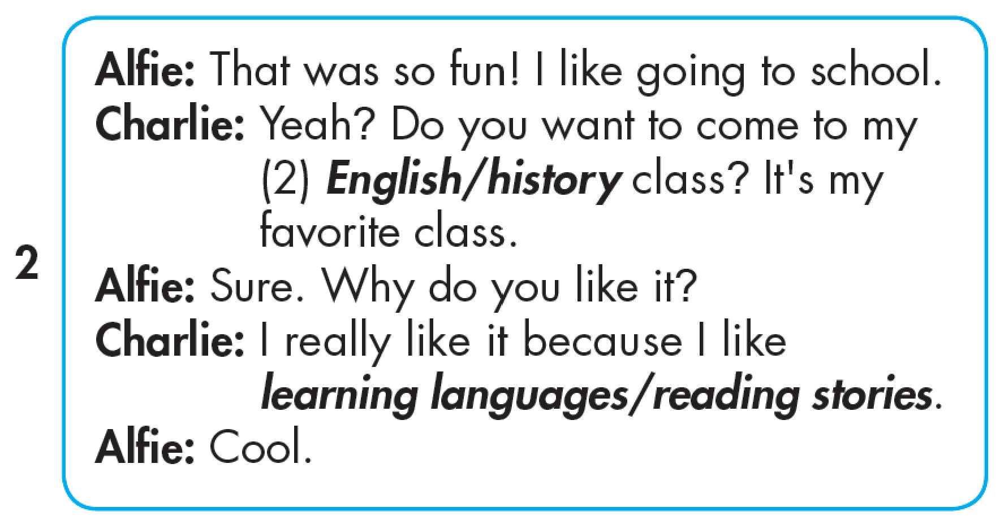 Alfie: That was so fun! I like going to school.
Charlie: Yeah? Do you want to come to my
(2) English/history class? It's my
favorite class.
2
Alfie: Sure. Why do you like it?
Charlie: I really like it because I like
learning languages/reading stories.
Alfie: Cool.